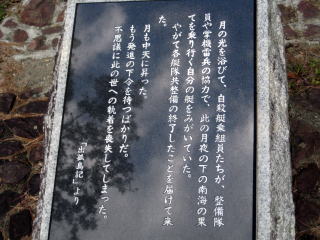 月の光を浴びて、自殺艇乗組員たちが、整備隊
員や掌機雷兵の協力で、此の月夜の下の南海の果
てを乗り行く自分の艇をみがいていた。
やがて各艇隊共整備の終了したことを届けて来
た。
月も中天に昇った。
もう発進の下令を待つばかりだ。
不思議に此の世への執着を喪失してしまった。
「出孤島記」より